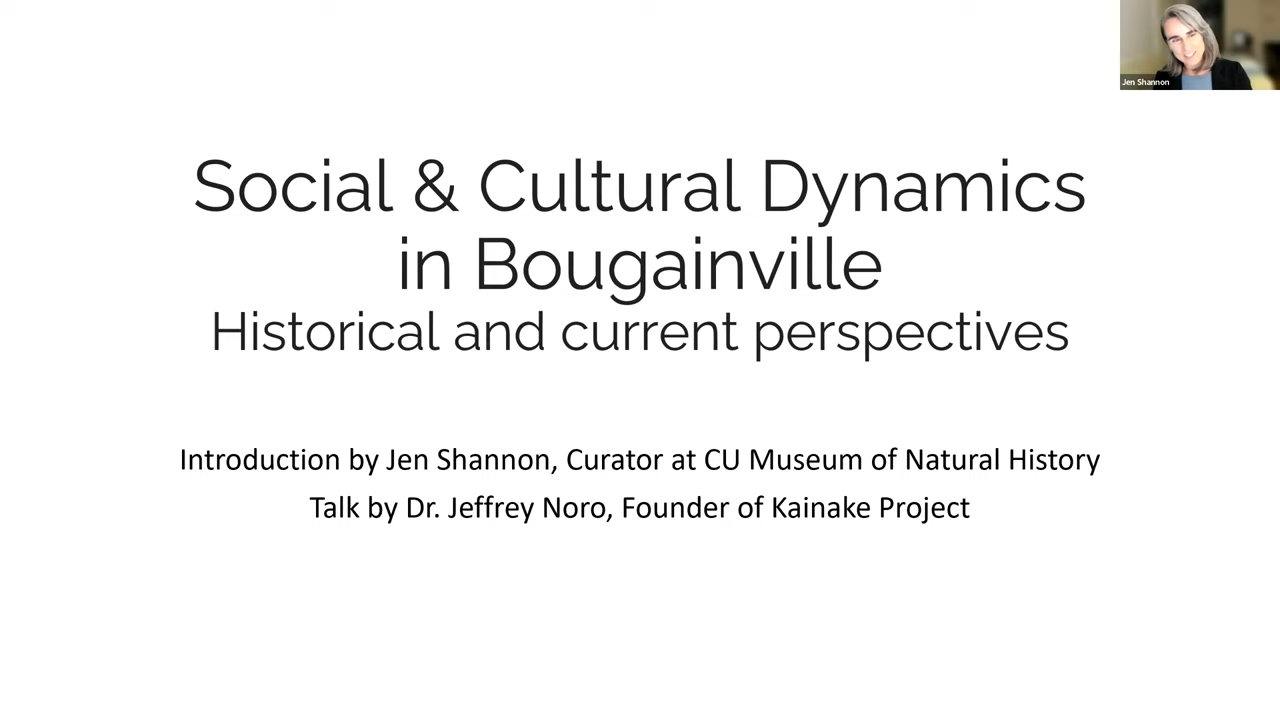 Jen Shannon
Social & Cultural Dynamics
in Bougainville
Historical and current perspectives
Introduction by Jen Shannon, Curator at CU Museum of Natural History
Talk by Dr. Jeffrey Noro, Founder of Kainake Project